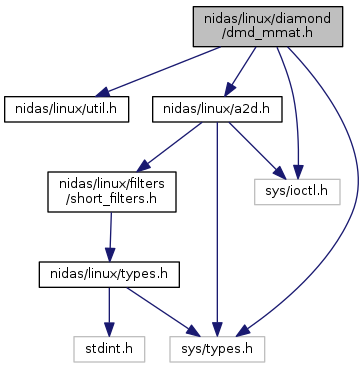 nidas/linux/diamond
/dmd_mmat.h
nidas/linux/util.h
nidas/linux/a2d.h
nidas/linux/filters
/short_filters.h
sys/ioctl.h
nidas/linux/types.h
stdint.h
sys/types.h